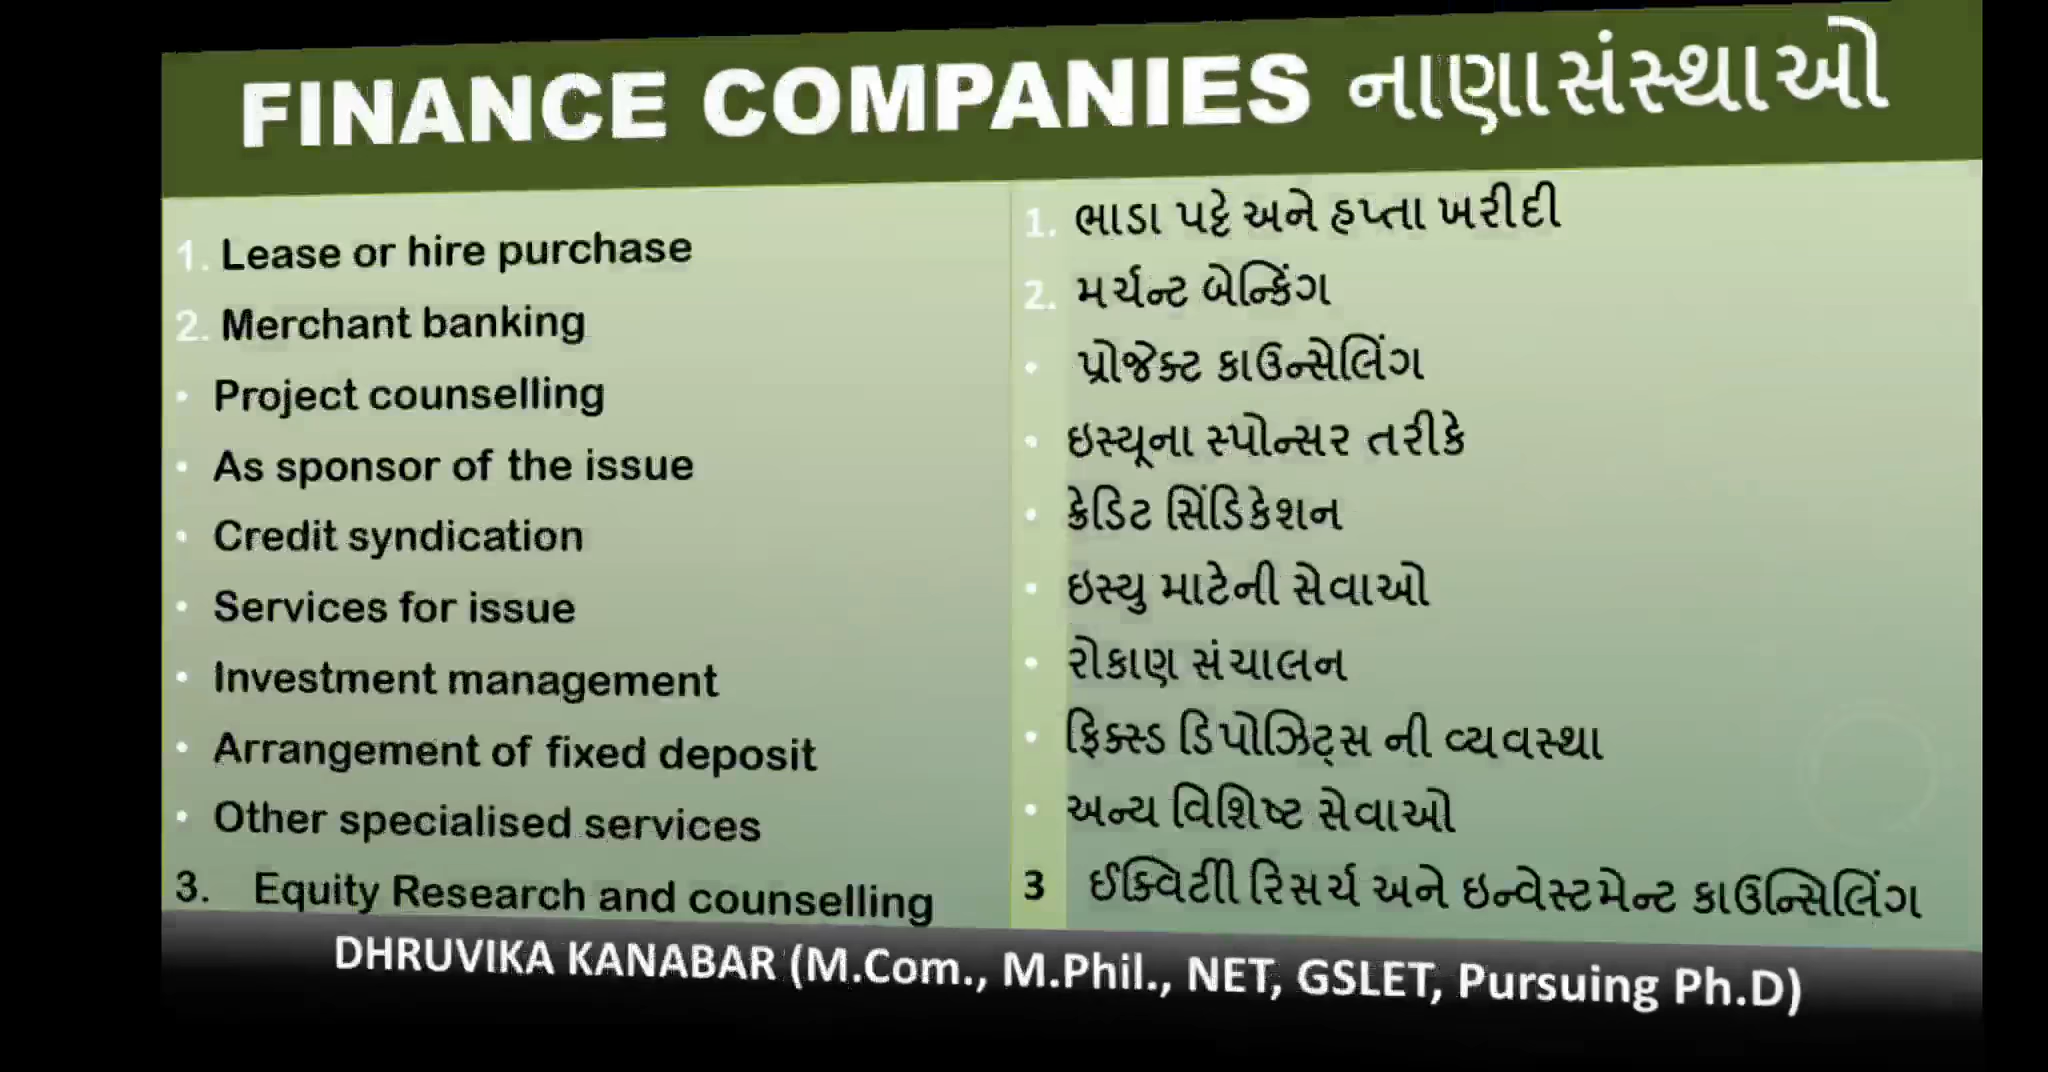 FINANCE COMPANIES નાણાસંસ્થાઓ
1. Lease or hire purchase
2. Merchant banking
• Project counselling
• As sponsor of the issue
• Credit syndication
• Services for issue
• Investment management
• Arrangement of fixed deposit
• Other specialised services
3. Equity Research and counselling
1. ભાડા પટ્ટે અને હપ્તા ખરીદી
2. મર્ચન્ટ બેન્કિંગ
• પ્રોજેક્ટ કાઉન્સેલિંગ
• ઇસ્યૂના સ્પોન્સર તરીકે
• ક્રેડિટ સિંડિકેશન
• ઇસ્યુ માટેની સેવાઓ
• રોકાણ સંચાલન
• ફિક્સ્ડ ડિપોઝિટ્સ ની વ્યવસ્થા
• અન્ય વિશિષ્ટ સેવાઓ
3 ઈક્વિટીી રિસર્ચ અને ઇન્વેસ્ટમેન્ટ કાઉન્સિલિંગ
DHRUVIKA KANABAR (M.Com., M.Phil., NET, GSLET, Pursuing Ph.D)